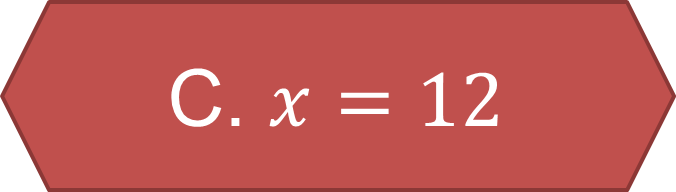 C. 𝑥 = 12